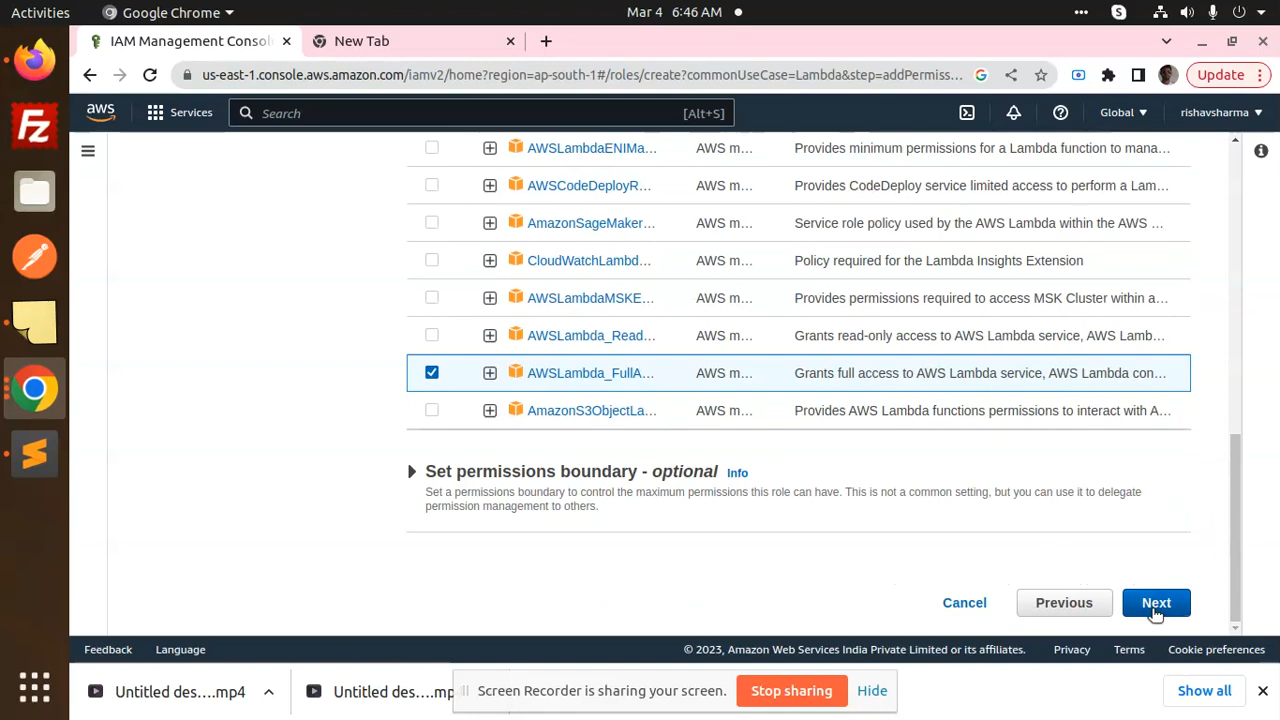 Activities
Google Chrome
Mar 4 6:46 AM
IAM Management Consol
New Tab
us-east-1.console.aws.amazon.com/iamv2/home?region=ap-south-1#/roles/create?commonUseCase=Lambda&step=addPermiss...
Update
aws
Services
Search
[Alt+S]
Global
rishavsharma
AWSLambdaENIMa... AWS m... Provides minimum permissions for a Lambda function to mana...
AWSCodeDeployR... AWS m... Provides CodeDeploy service limited access to perform a Lam...
AmazonSageMaker... AWS m... Service role policy used by the AWS Lambda within the AWS ...
CloudWatchLambd... AWS m... Policy required for the Lambda Insights Extension
AWSLambdaMSKE... AWS m... Provides permissions required to access MSK Cluster within a...
AWSLambda_Read... AWS m... Grants read-only access to AWS Lambda service, AWS Lamb...
AWSLambda_FullA... AWS m... Grants full access to AWS Lambda service, AWS Lambda con...
AmazonS3ObjectLa... AWS m... Provides AWS Lambda functions permissions to interact with A...
Set permissions boundary - optional Info
Set a permissions boundary to control the maximum permissions this role can have. This is not a common setting, but you can use it to delegate
permission management to others.
Cancel
Previous
Next
Feedback
Language
© 2023, Amazon Web Services India Private Limited or its affiliates.
Privacy
Terms
Cookie preferences
Untitled des....mp4
Untitled des....mp
Screen Recorder is sharing your screen.
Stop sharing
Hide
Show all